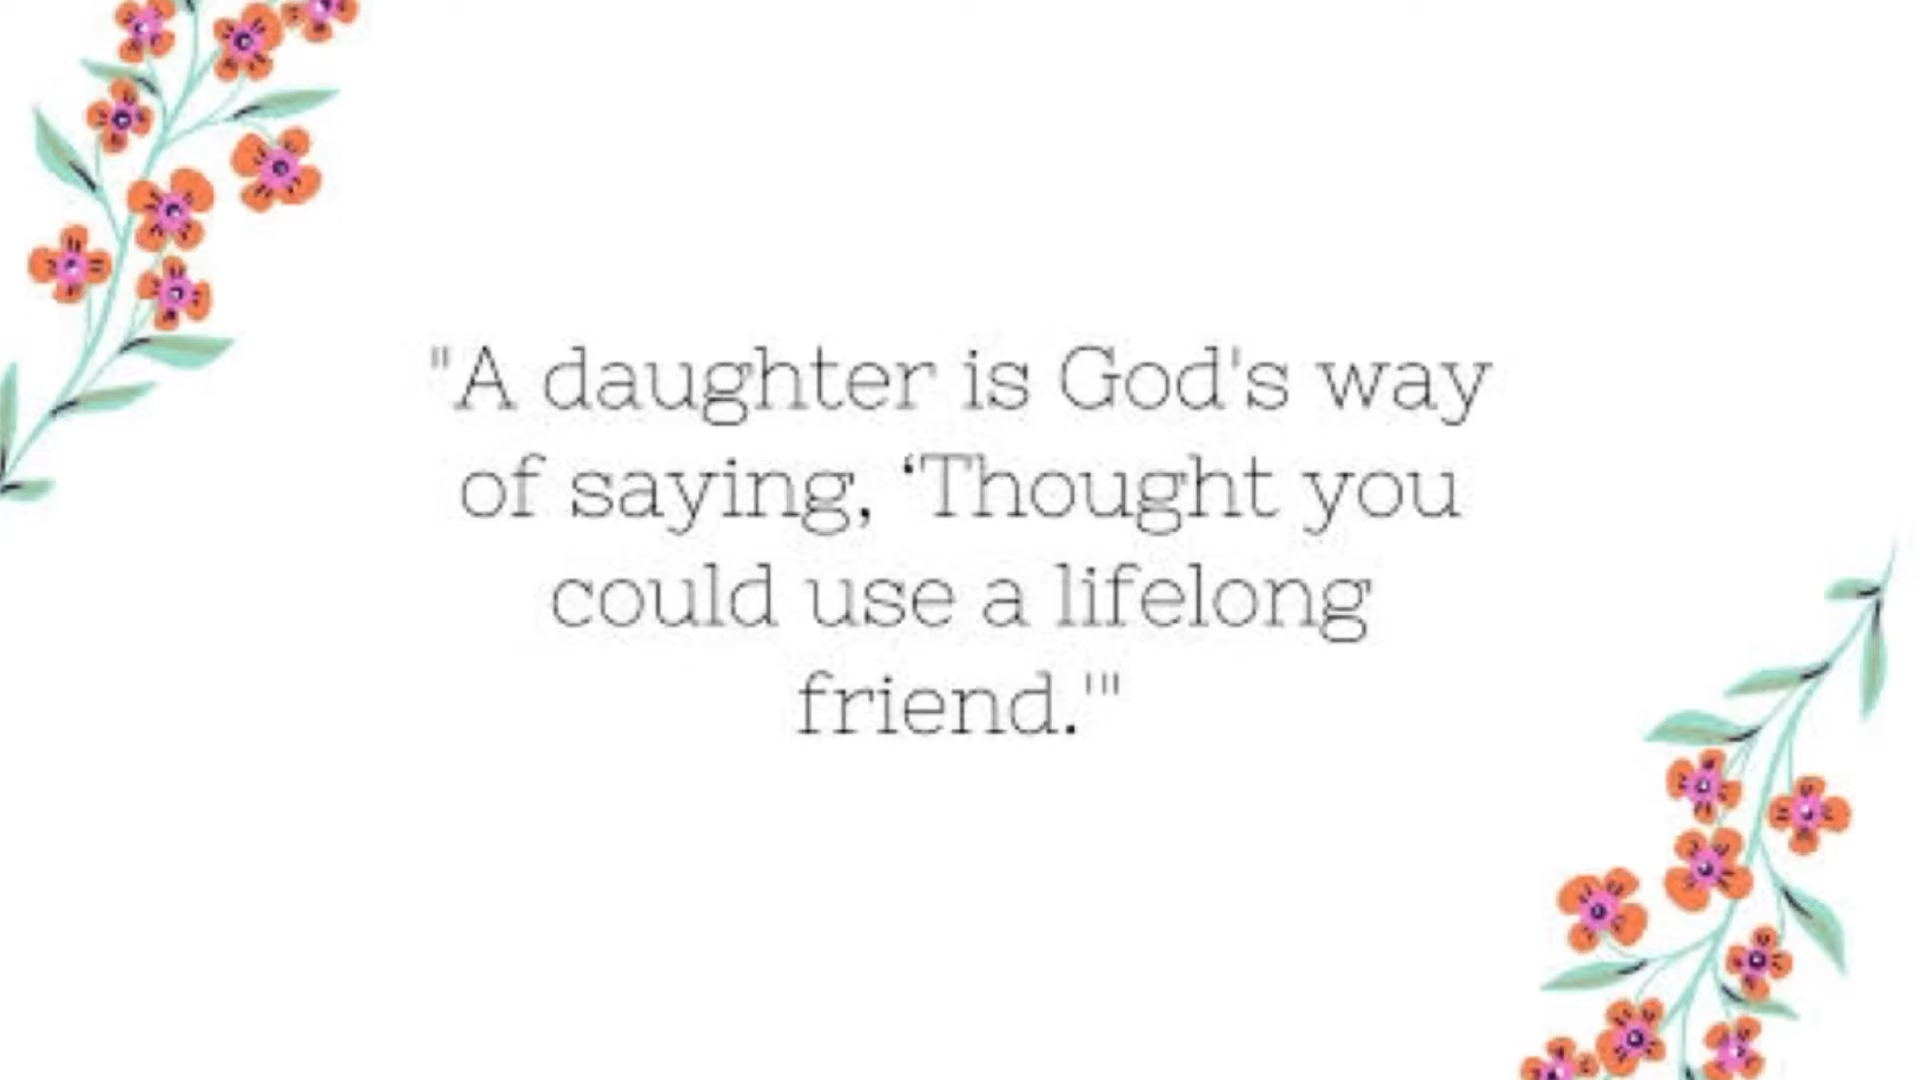 "A daughter is God's way
of saying, ‘Thought you
could use a lifelong
friend.'"